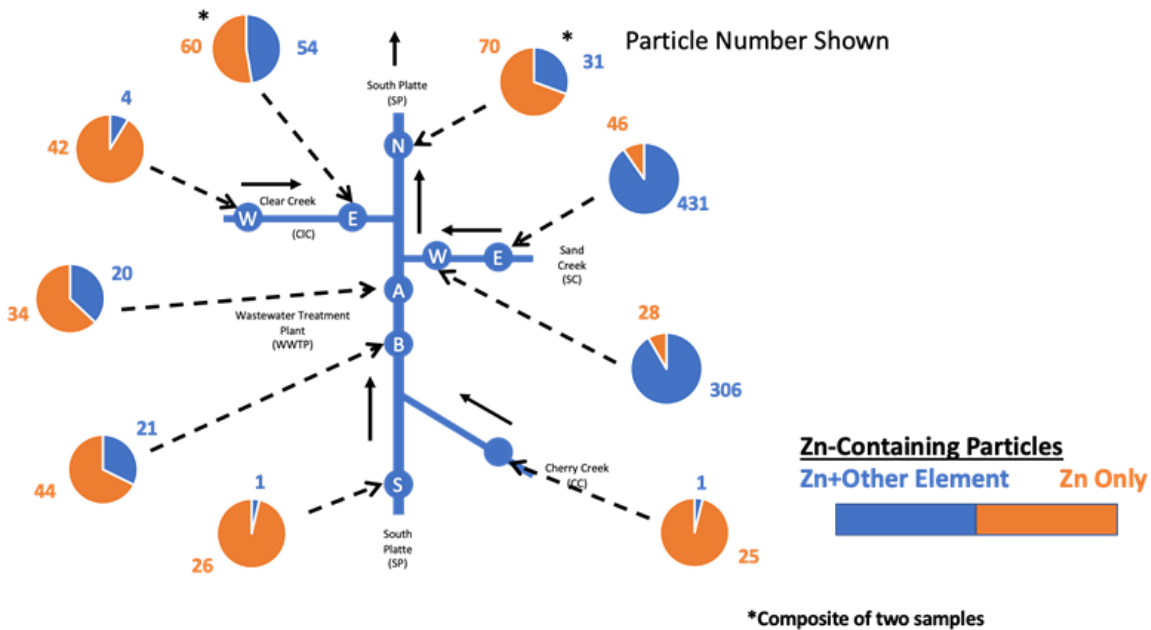 *
60
54
70
*
31
Particle Number Shown
South Platte
(SP)
4
42
N
46
431
Clear Creek
W
E
(ClC)
W
E
Sand
Creek
(SC)
20
34
A
Wastewater Treatment
Plant
(WWTP)
B
28
306
21
44
Zn-Containing Particles
Zn+Other Element
Zn Only
Cherry Creek
(CC)
1
S
1
26
25
South
Platte
(SP)
*Composite of two samples